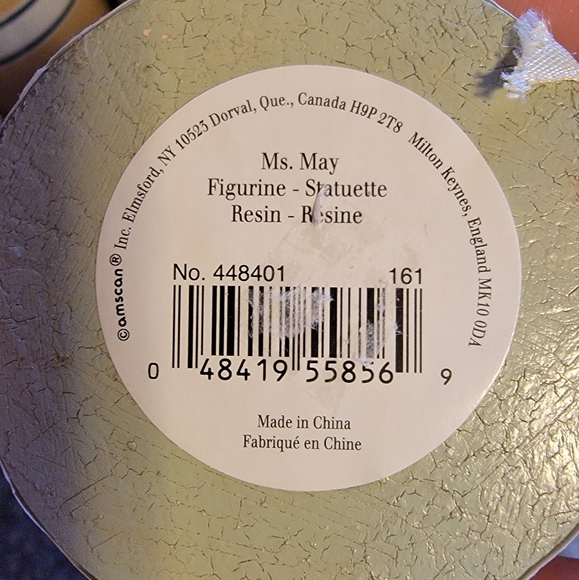 ©amscan® Inc. Elmsford, NY 10523 Dorval, Que., Canada H9P 2T8 Milton Keynes, England MK10 0DA
Ms. May
Figurine - Statuette
Resin - Résine
No. 448401 161
0 48419 55856 9
Made in China
Fabriqué en Chine